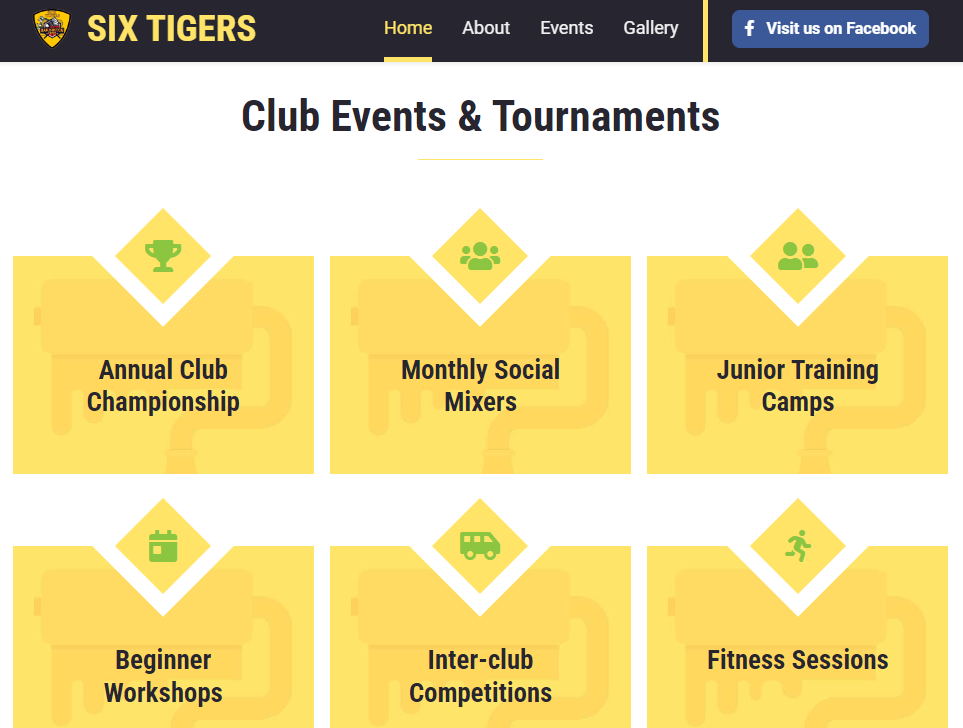 SIX TIGERS
Home About Events Gallery
Visit us on Facebook
Club Events & Tournaments
Annual Club
Championship
Monthly Social
Mixers
Junior Training
Camps
Beginner
Workshops
Inter-club
Competitions
Fitness Sessions